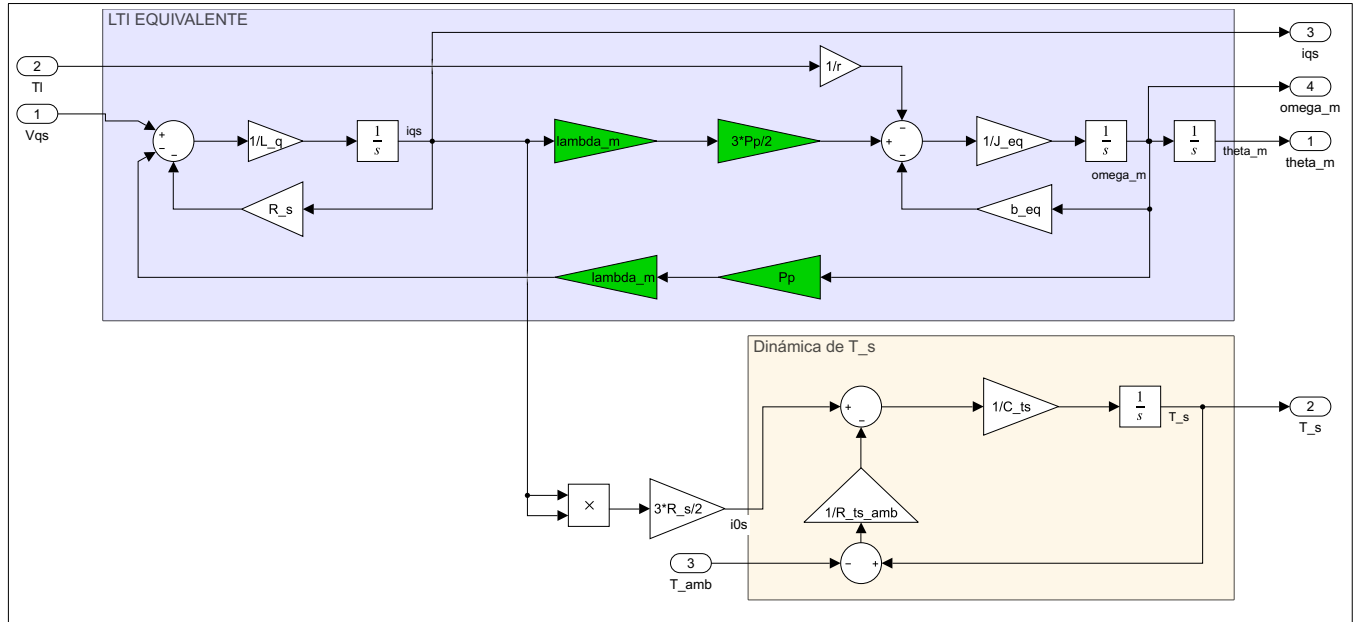 LTI EQUIVALENTE
3
iqs
2
Tl
1/r
4
omega_m
1
Vqs
+
−
−
1/L_q
1
s
iqs
lambda_m
3*Pp/2
−
+
−
1/J_eq
1
s
omega_m
1
s
theta_m
1
theta_m
R_s
b_eq
lambda_m
Pp
Dinámica de T_s
+
−
1/C_ts
1
s
T_s
2
T_s
×
3*R_s/2
i0s
1/R_ts_amb
3
T_amb
−
+